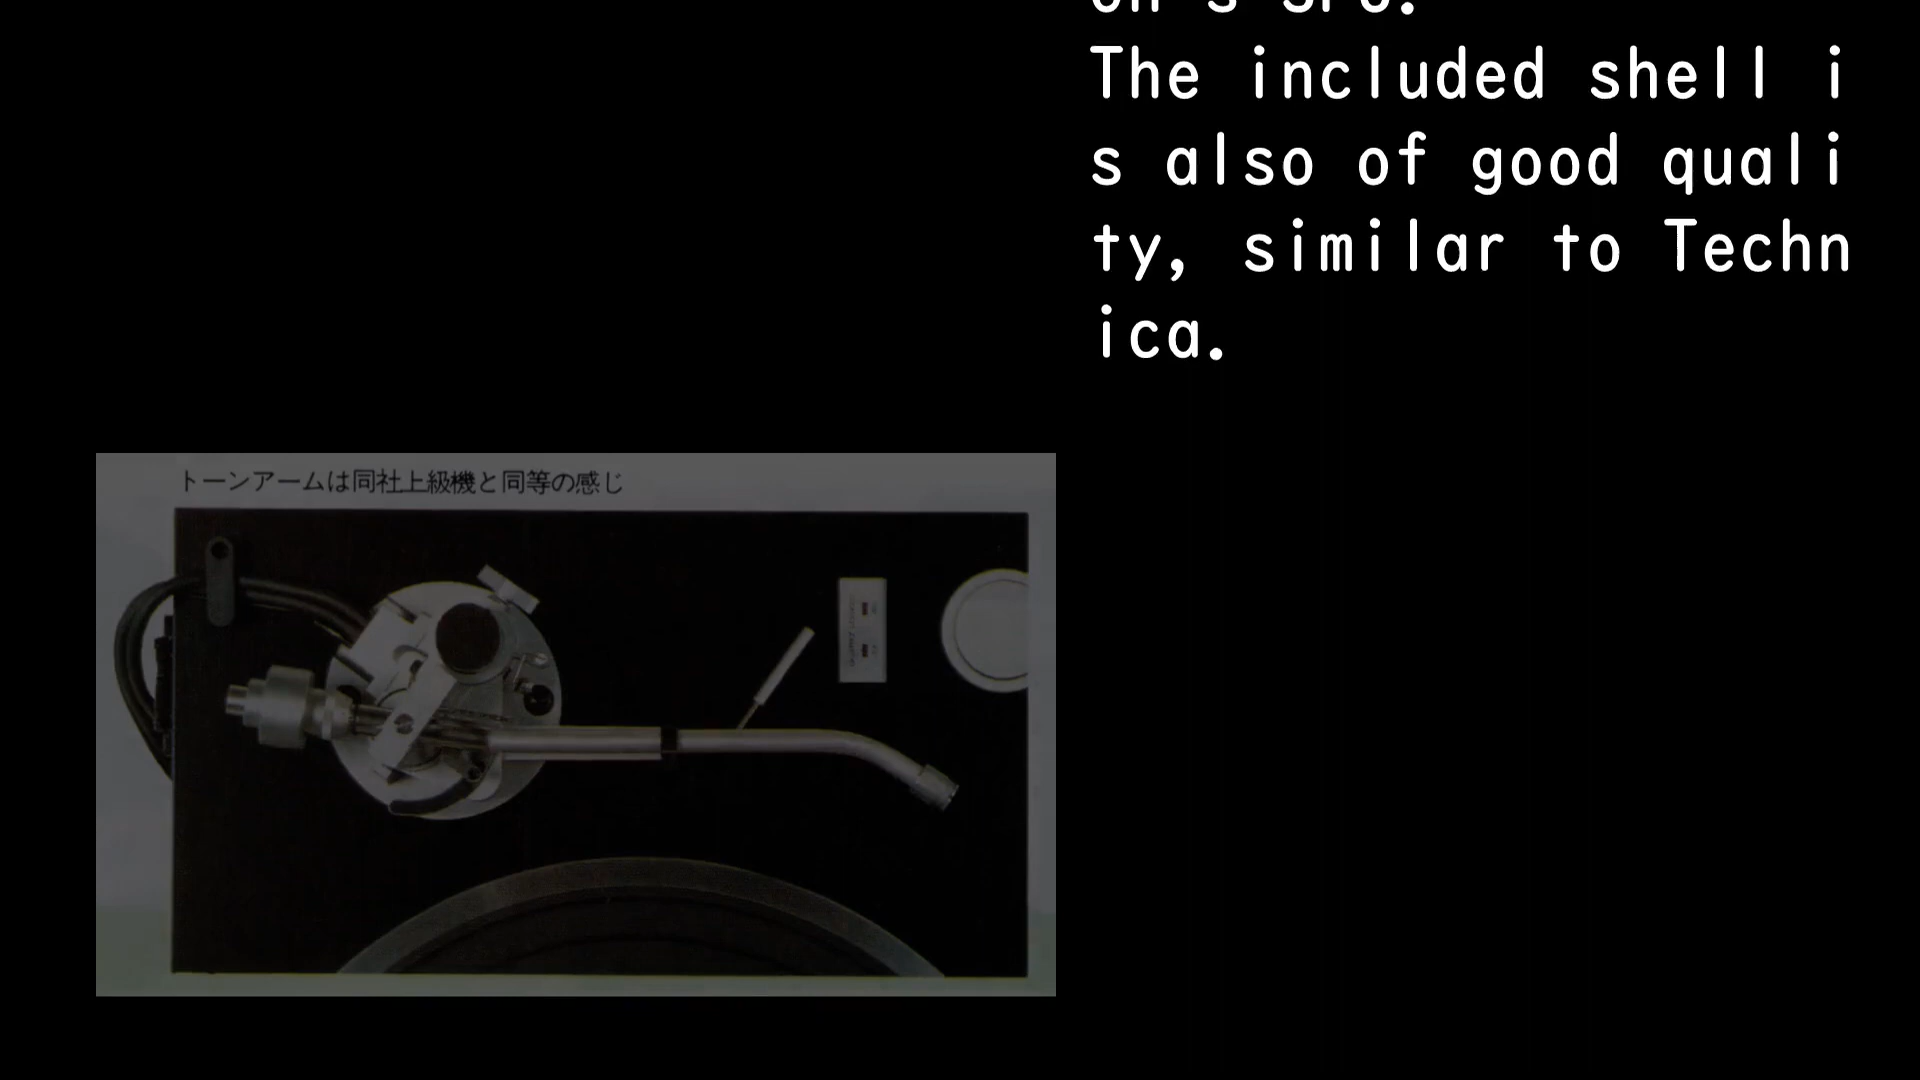 The included shell i
s also of good quali
ty, similar to Techn
ica.
トーンアームは同社上級機と同等の感じ